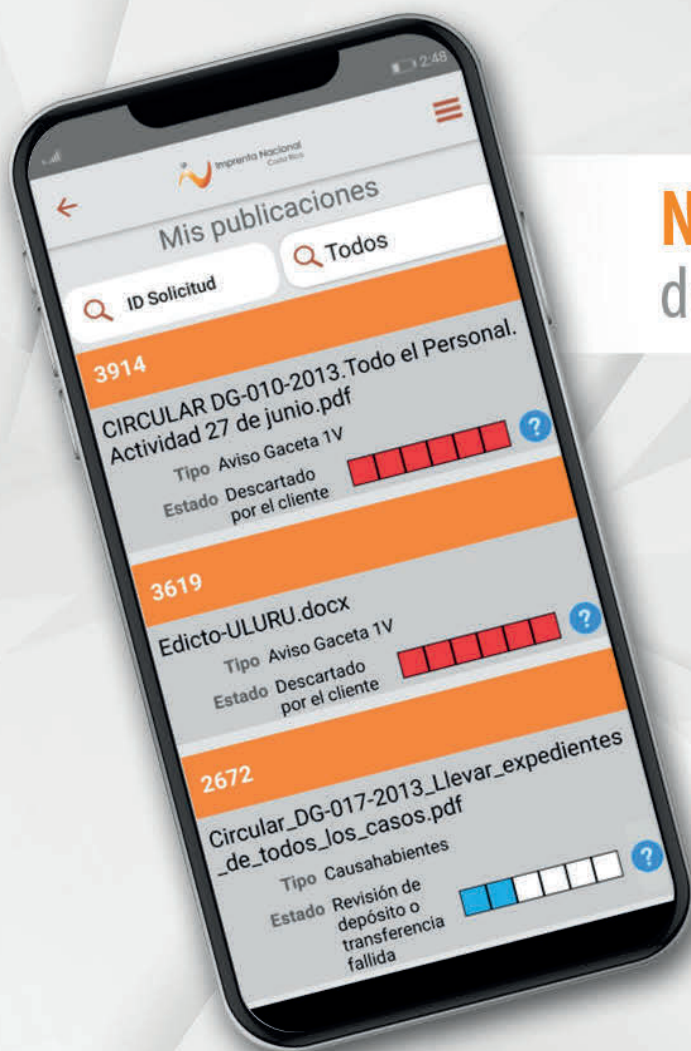 2:48
Imprenta Nacional
Costa Rica
Mis publicaciones
ID Solicitud
Todos
3914
CIRCULAR DG-010-2013.Todo el Personal.
Actividad 27 de junio.pdf
Tipo Aviso Gaceta 1V
Estado Descartado
por el cliente
?
3619
Edicto-ULURU.docx
Tipo Aviso Gaceta 1V
Estado Descartado
por el cliente
?
2672
Circular_DG-017-2013_Llevar_expedientes
_de_todos_los_casos.pdf
Tipo Causahabientes
Estado Revisión de
depósito o
transferencia
fallida
?
N
d